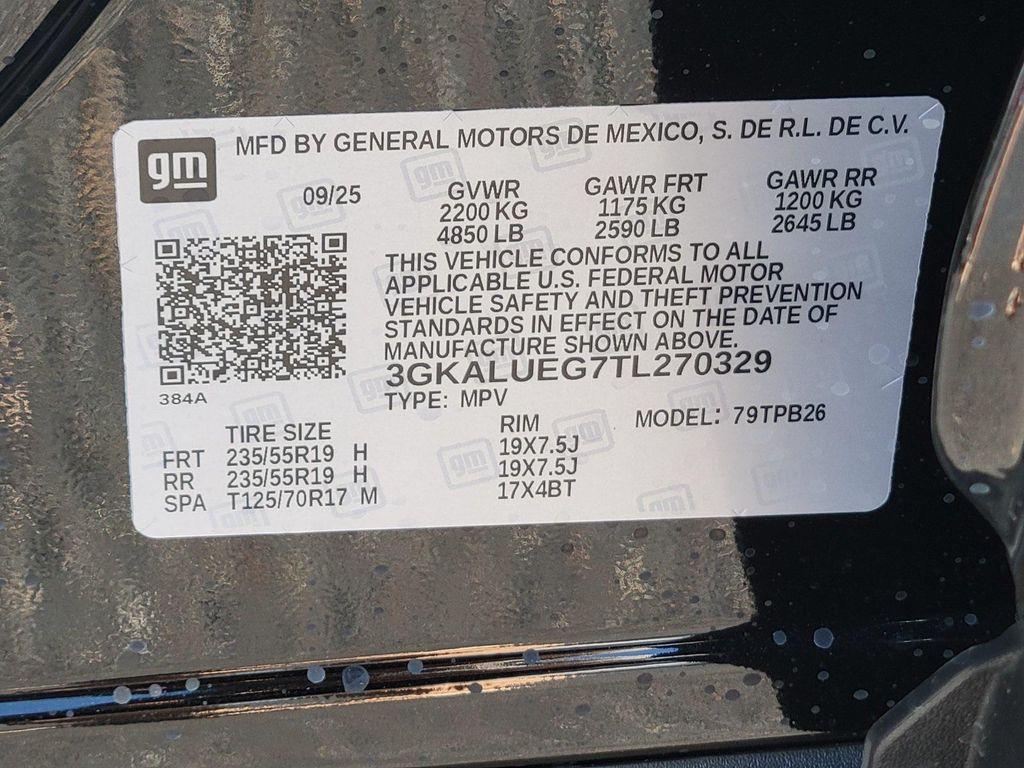 gm
MFD BY GENERAL MOTORS DE MEXICO, S. DE R.L. DE C.V.
09/25
GVWR
2200 KG
4850 LB
GAWR FRT
1175 KG
2590 LB
GAWR RR
1200 KG
2645 LB
THIS VEHICLE CONFORMS TO ALL
APPLICABLE U.S. FEDERAL MOTOR
VEHICLE SAFETY AND THEFT PREVENTION
STANDARDS IN EFFECT ON THE DATE OF
MANUFACTURE SHOWN ABOVE.
3GKALUEG7TL270329
384A
TYPE: MPV
MODEL: 79TPB26
TIRE SIZE RIM
FRT 235/55R19 H 19X7.5J
RR 235/55R19 H 19X7.5J
SPA T125/70R17 M 17X4BT